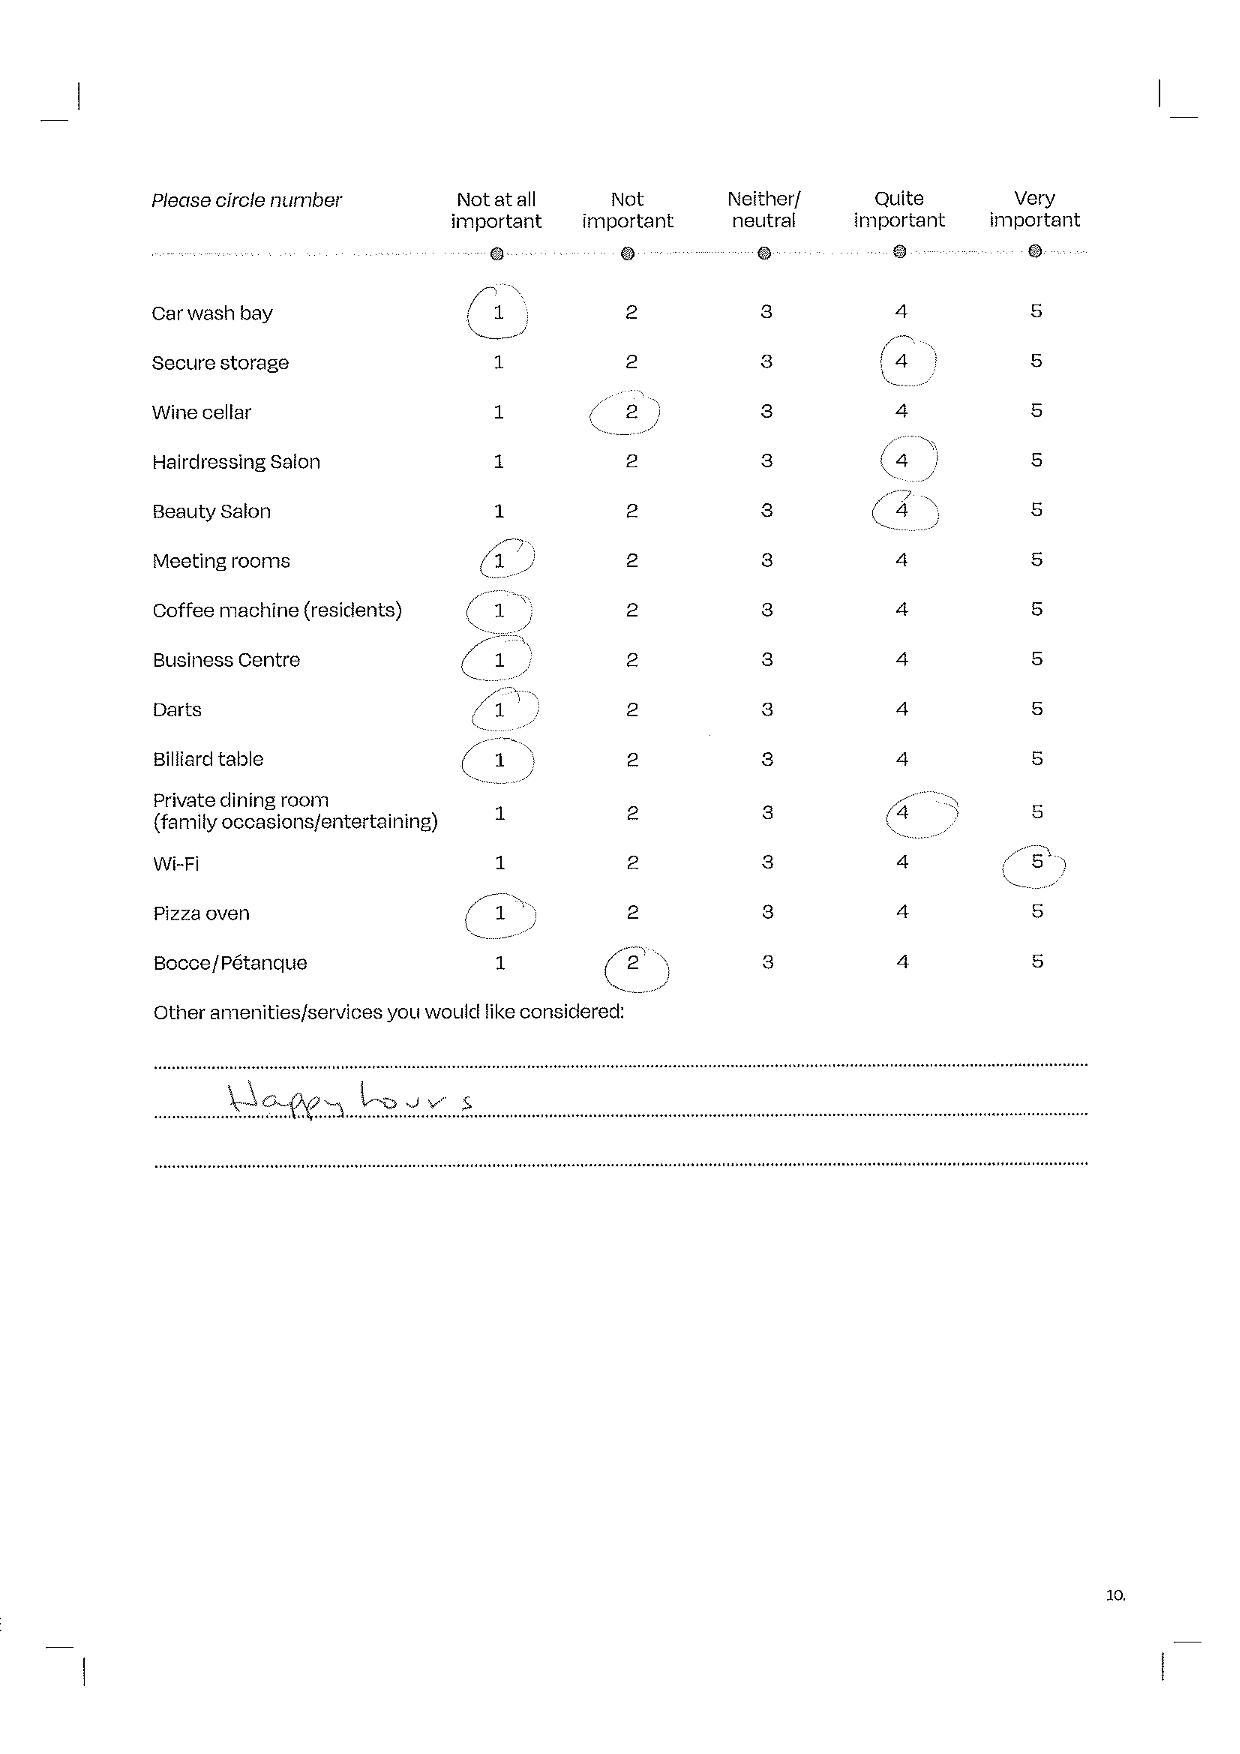 Please circle number Not at all important Not important Neither/ neutral Quite important Very important
Car wash bay 1 2 3 4 5
Secure storage 1 2 3 4 5
Wine cellar 1 2 3 4 5
Hairdressing Salon 1 2 3 4 5
Beauty Salon 1 2 3 4 5
Meeting rooms 1 2 3 4 5
Coffee machine (residents) 1 2 3 4 5
Business Centre 1 2 3 4 5
Darts 1 2 3 4 5
Billiard table 1 2 3 4 5
Private dining room
(family occasions/entertaining) 1 2 3 4 5
Wi-Fi 1 2 3 4 5
Pizza oven 1 2 3 4 5
Bocce/Pétanque 1 2 3 4 5
Other amenities/services you would like considered:
Happy hours
10.